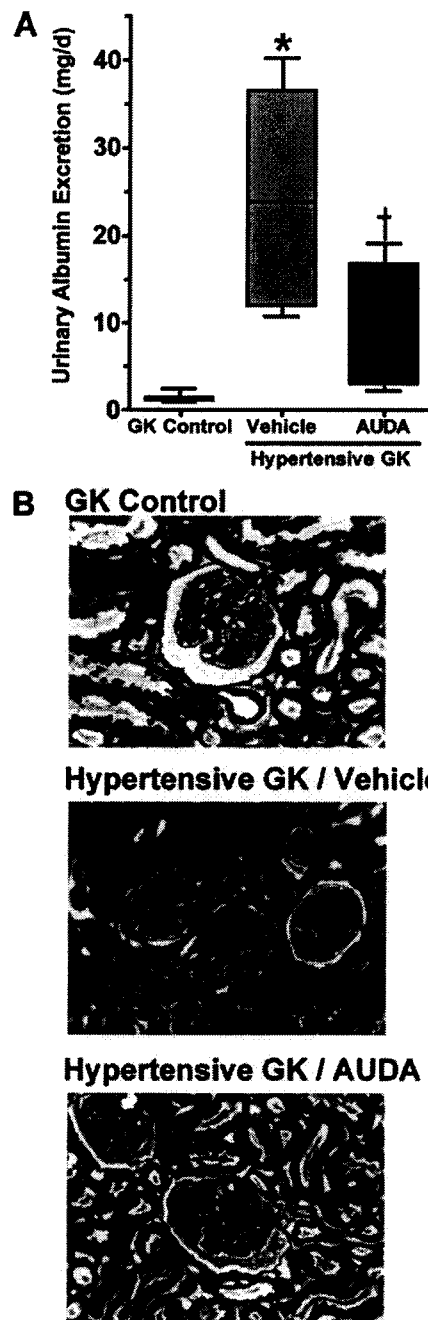 A
Urinary Albumin Excretion (mg/d)
40
30
20
10
0
*
†
GK Control Vehicle AUDA
Hypertensive GK
B GK Control
Hypertensive GK / Vehicle
Hypertensive GK / AUDA